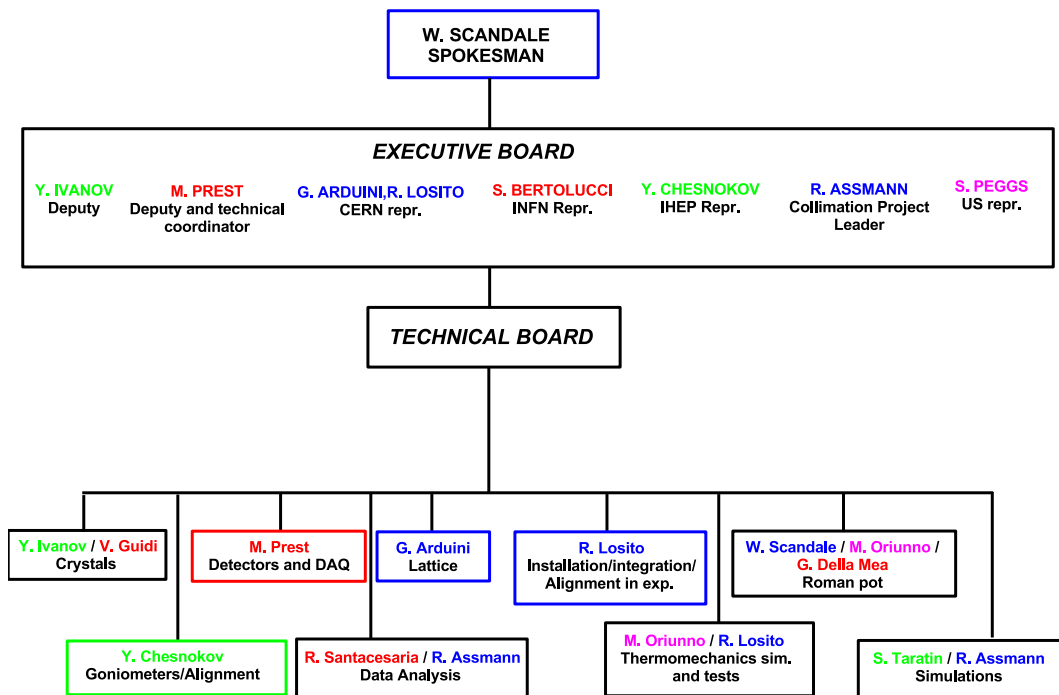 W. SCANDALE
SPOKESMAN
EXECUTIVE BOARD
Y. IVANOV
Deputy
M. PREST
Deputy and technical
coordinator
G. ARDUINI,R. LOSITO
CERN repr.
S. BERTOLUCCI
INFN Repr.
Y. CHESNOKOV
IHEP Repr.
R. ASSMANN
Collimation Project
Leader
S. PEGGS
US repr.
TECHNICAL BOARD
Y. Ivanov / V. Guidi
Crystals
M. Prest
Detectors and DAQ
G. Arduini
Lattice
R. Losito
Installation/integration/
Alignment in exp.
W. Scandale / M. Oriunno /
G. Della Mea
Roman pot
Y. Chesnokov
Goniometers/Alignment
R. Santacesaria / R. Assmann
Data Analysis
M. Oriunno / R. Losito
Thermomechanics sim.
and tests
S. Taratin / R. Assmann
Simulations